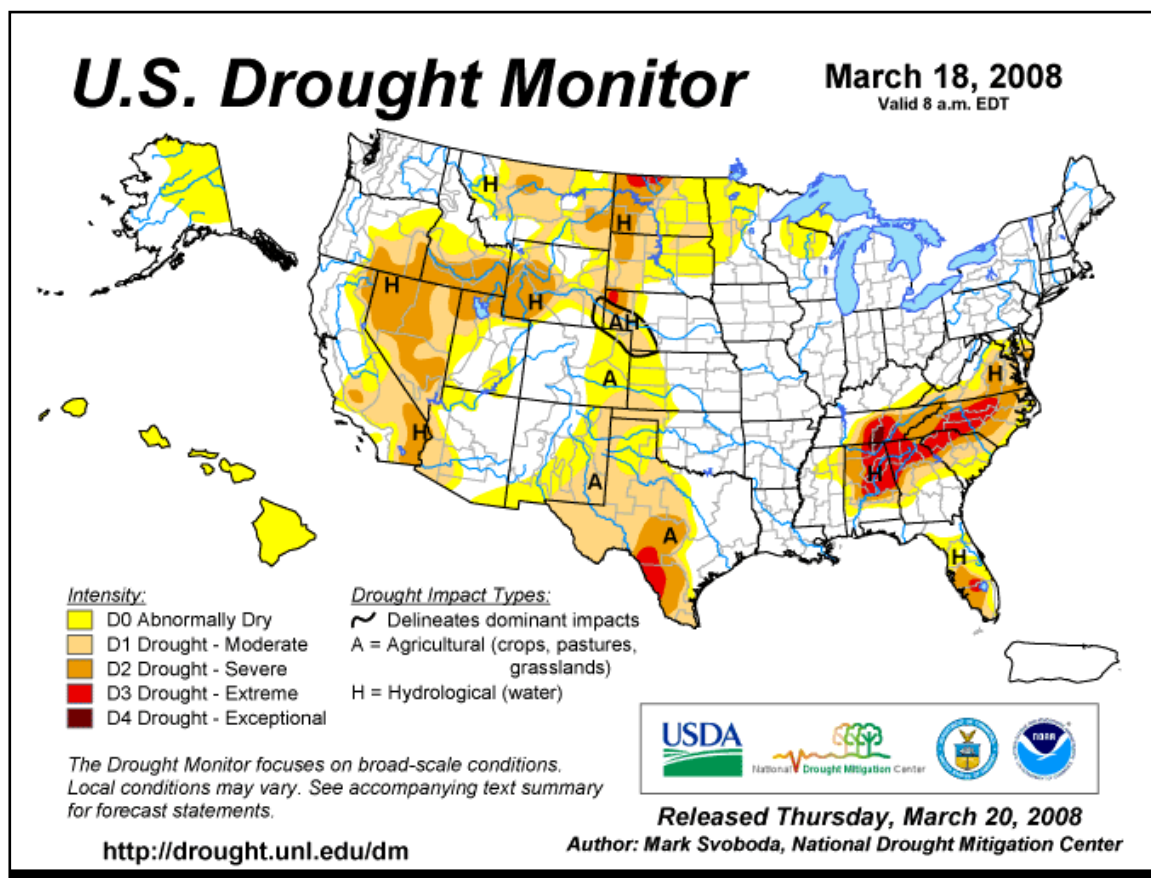 U.S. Drought Monitor
March 18, 2008
Valid 8 a.m. EDT
H
H
H
H
AH
A
H
H
A
A
H
H
Intensity:
D0 Abnormally Dry
D1 Drought - Moderate
D2 Drought - Severe
D3 Drought - Extreme
D4 Drought - Exceptional
Drought Impact Types:
Delineates dominant impacts
A = Agricultural (crops, pastures,
grasslands)
H = Hydrological (water)
The Drought Monitor focuses on broad-scale conditions.
Local conditions may vary. See accompanying text summary
for forecast statements.
http://drought.unl.edu/dm
USDA
National Drought Mitigation Center
NOAA
Released Thursday, March 20, 2008
Author: Mark Svoboda, National Drought Mitigation Center